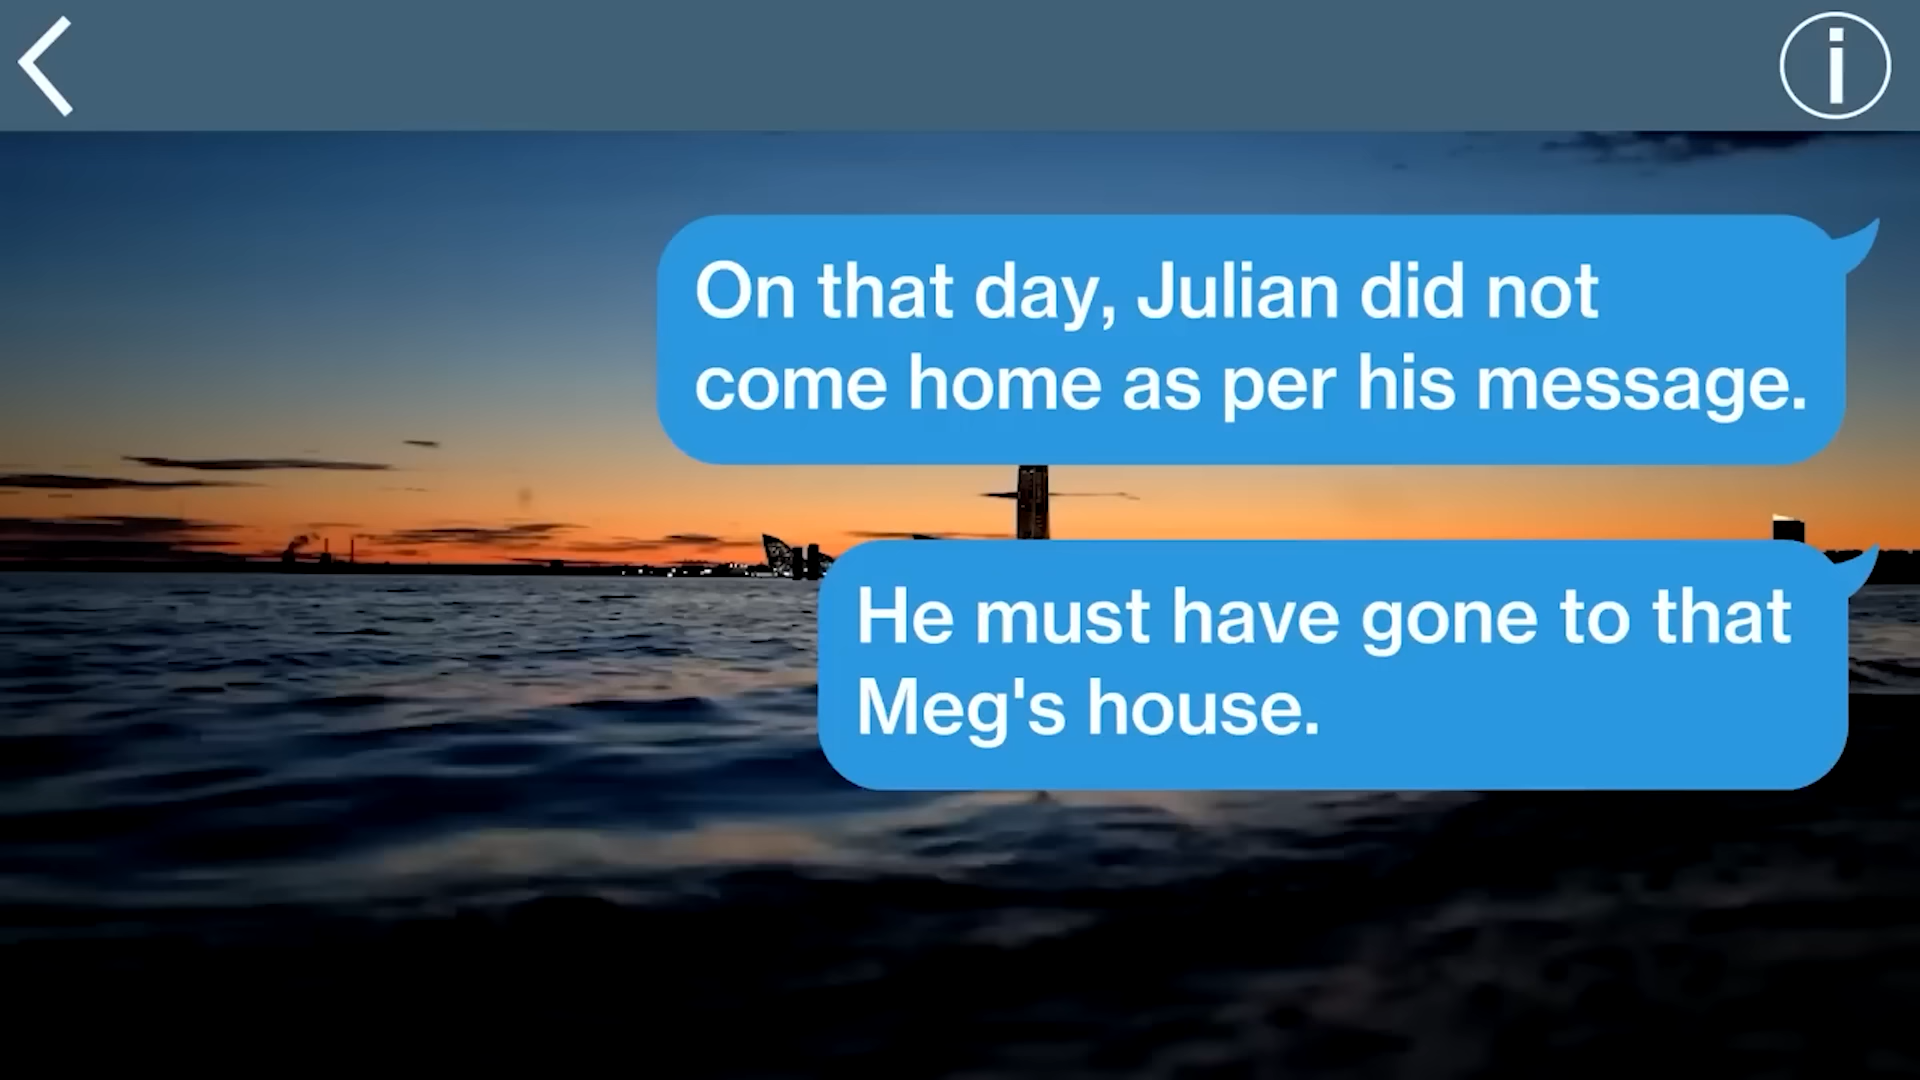 On that day, Julian did not
come home as per his message.
He must have gone to that
Meg's house.